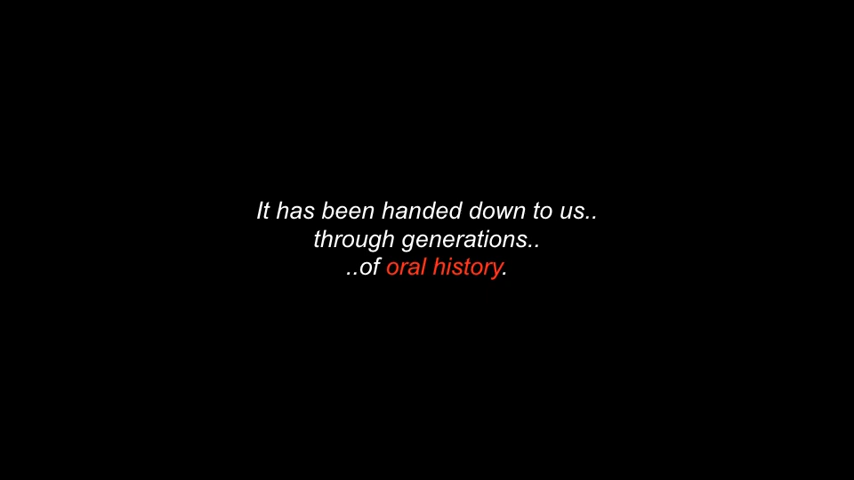 It has been handed down to us..
through generations..
..of oral history.